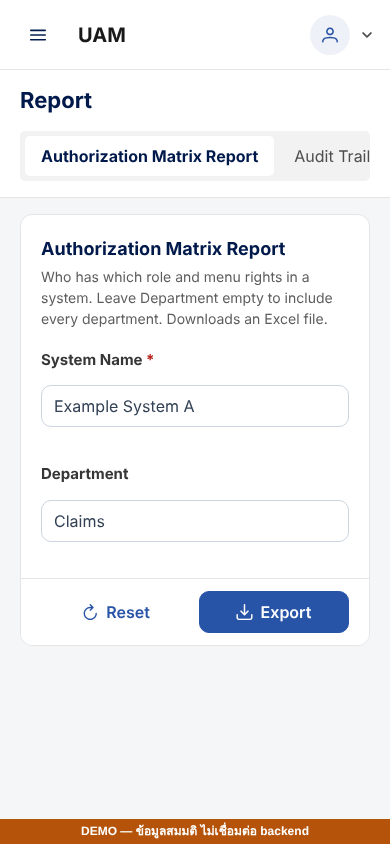 UAM
Report
Authorization Matrix Report
Audit Trail
Authorization Matrix Report
Who has which role and menu rights in a
system. Leave Department empty to include
every department. Downloads an Excel file.
System Name *
Example System A
Department
Claims
Reset
Export
DEMO — ข้อมูลสมมติ ไม่เชื่อมต่อ backend